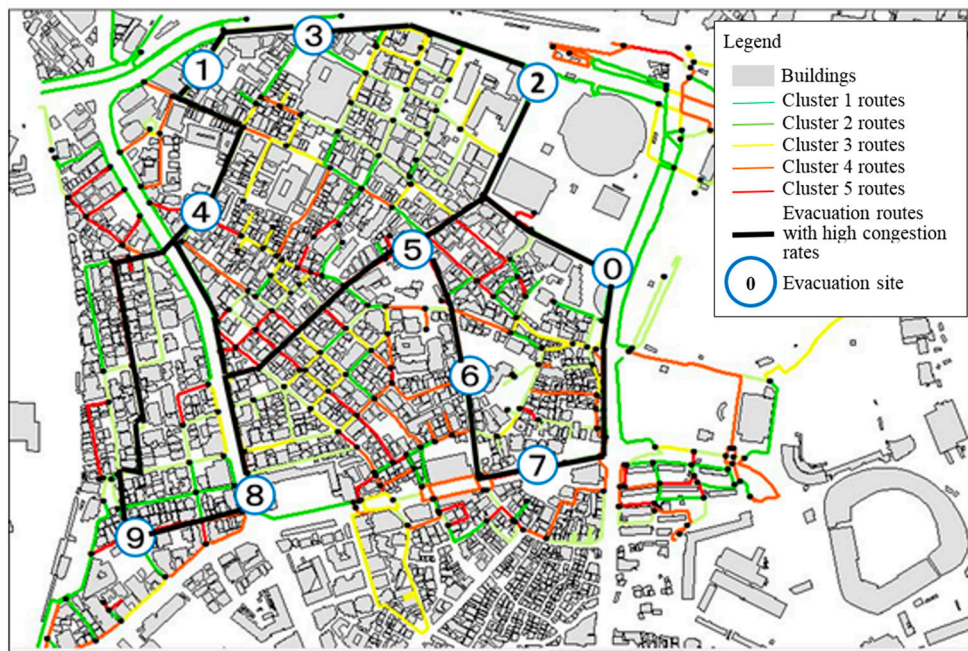 3
1
2
4
5
0
6
7
8
9
Legend
Buildings
Cluster 1 routes
Cluster 2 routes
Cluster 3 routes
Cluster 4 routes
Cluster 5 routes
Evacuation routes
with high congestion
rates
0 Evacuation site